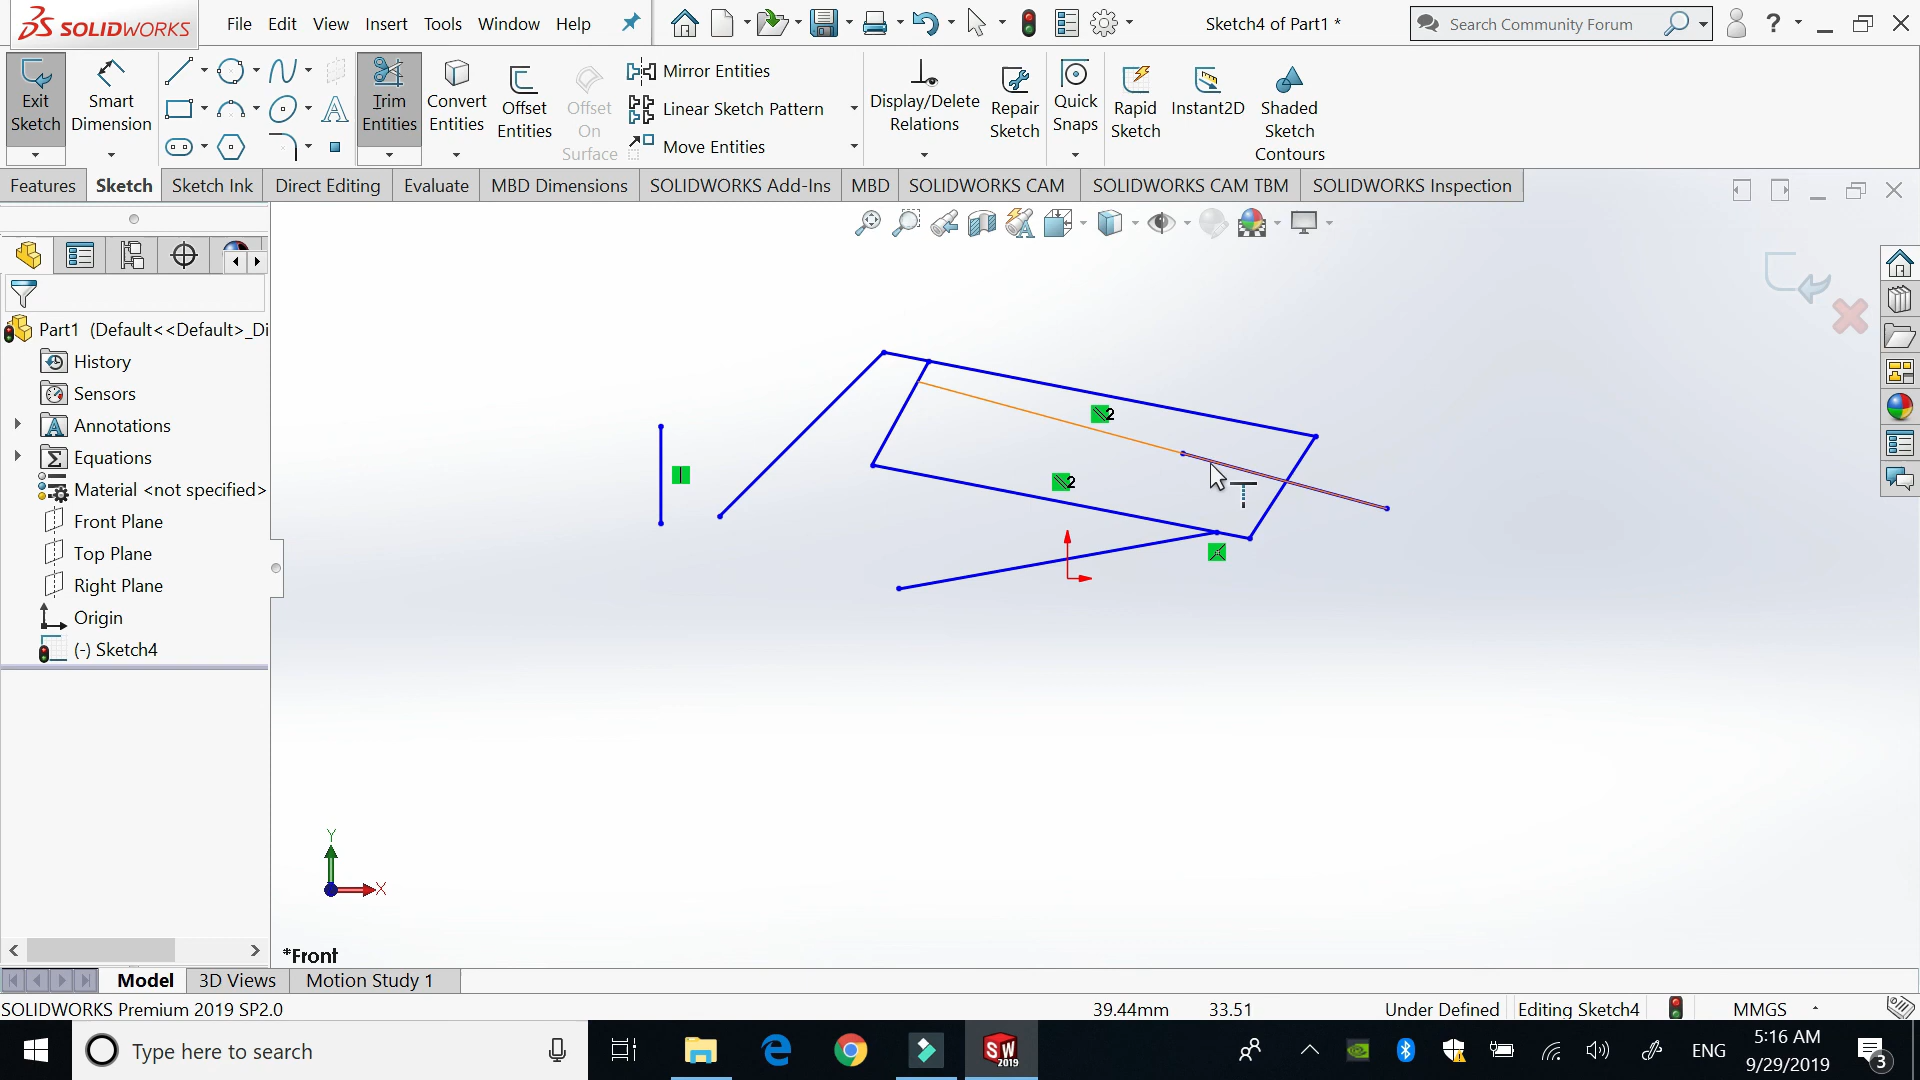 SOLIDWORKS File Edit View Insert Tools Window Help Sketch4 of Part1 * Search Community Forum ?
Exit Sketch
Smart Dimension
Trim Entities
Convert Entities
Offset Entities
Offset On Surface
Mirror Entities
Linear Sketch Pattern
Move Entities
Display/Delete Relations
Repair Sketch
Quick Snaps
Rapid Sketch
Instant2D
Shaded Sketch Contours
Features Sketch Sketch Ink Direct Editing Evaluate MBD Dimensions SOLIDWORKS Add-Ins MBD SOLIDWORKS CAM SOLIDWORKS CAM TBM SOLIDWORKS Inspection
Part1 (Default<<Default>_Di
History
Sensors
Annotations
Equations
Material <not specified>
Front Plane
Top Plane
Right Plane
Origin
(-) Sketch4
2
2
Y
X
*Front
Model 3D Views Motion Study 1
SOLIDWORKS Premium 2019 SP2.0 39.44mm 33.51 Under Defined Editing Sketch4 MMGS
Type here to search
SW 2019
ENG
5:16 AM
9/29/2019
3